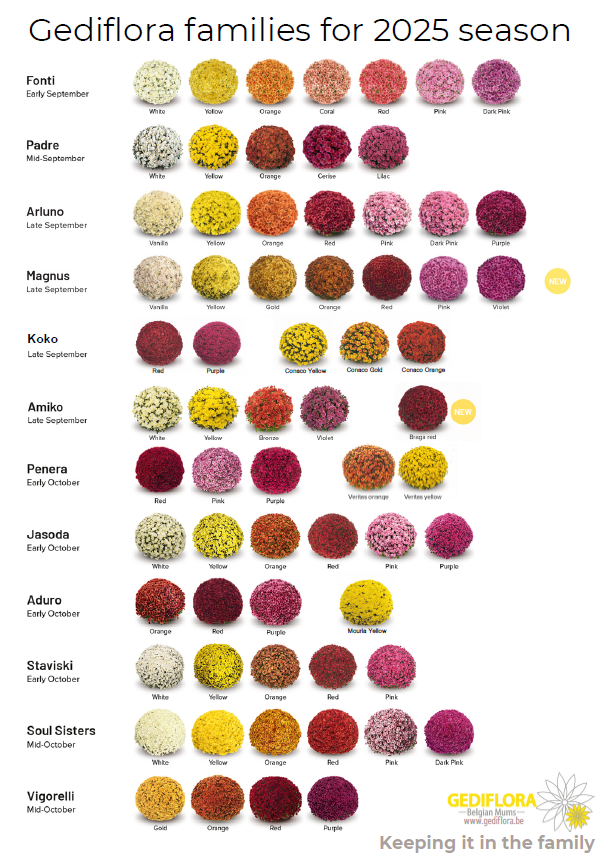 Gediflora families for 2025 season
Fonti
Early September
White Yellow Orange Coral Red Pink Dark Pink
Padre
Mid-September
White Yellow Orange Cerise Lilac
Arluno
Late September
Vanilla Yellow Orange Red Pink Dark Pink Purple
Magnus
Late September
NEW
Vanilla Yellow Gold Orange Red Pink Violet
Koko
Late September
Red Purple Conaco Yellow Conaco Gold Conaco Orange
Amiko
Late September
NEW
White Yellow Bronze Violet Braga red
Penera
Early October
Red Pink Purple Veritas orange Veritas yellow
Jasoda
Early October
White Yellow Orange Red Pink Purple
Aduro
Early October
Orange Red Purple Mouria Yellow
Staviski
Early October
White Yellow Orange Red Pink
Soul Sisters
Mid-October
White Yellow Orange Red Pink Dark Pink
Vigorelli
Mid-October
Gold Orange Red Purple
GEDIFLORA
Belgian Mums
www.gediflora.be
Keeping it in the family